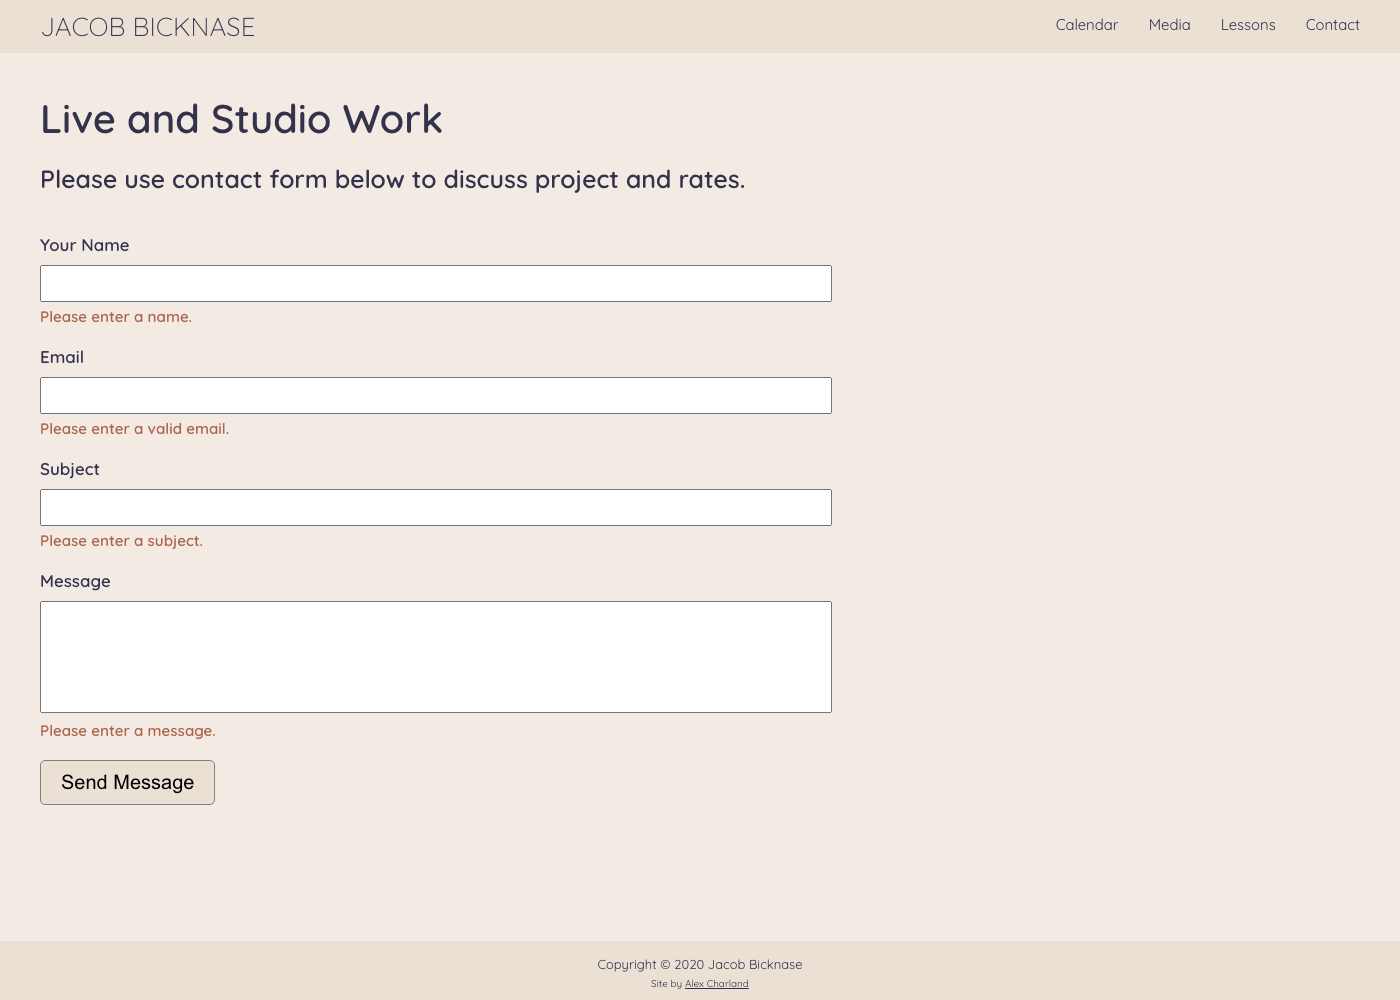 JACOB BICKNASE
Calendar Media Lessons Contact
Live and Studio Work
Please use contact form below to discuss project and rates.
Your Name
Please enter a name.
Email
Please enter a valid email.
Subject
Please enter a subject.
Message
Please enter a message.
Send Message
Copyright © 2020 Jacob Bicknase
Site by Alex Charland